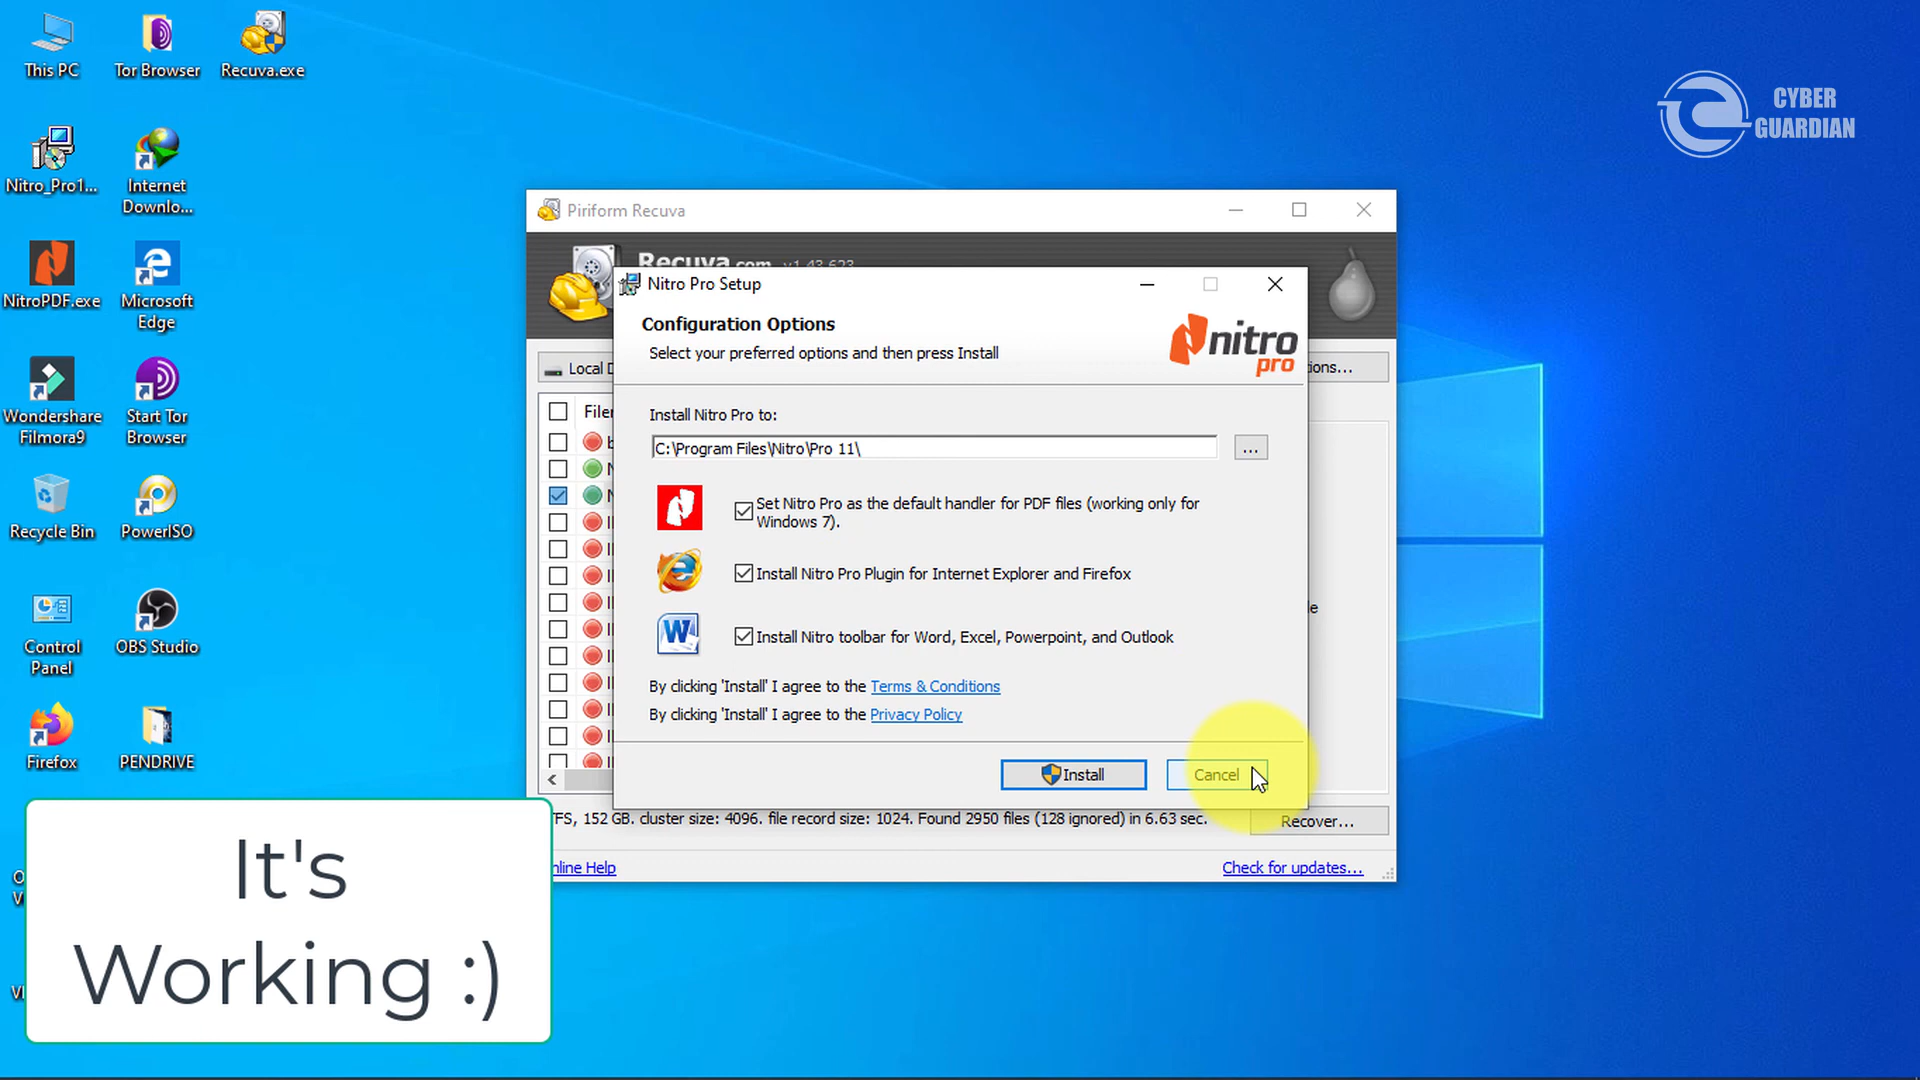 This PC
Tor Browser
Recuva.exe
CYBER
GUARDIAN
Nitro_Pro1...
Internet
Downlo...
NitroPDF.exe
Microsoft
Edge
Wondershare
Filmora9
Start Tor
Browser
Recycle Bin
PowerISO
Control
Panel
OBS Studio
Firefox
PENDRIVE
Piriform Recuva
Recuva.com v1.43.623
Nitro Pro Setup
Configuration Options
Select your preferred options and then press Install
nitro
pro
Local D
ions...
Install Nitro Pro to:
C:\Program Files\Nitro\Pro 11\
...
Set Nitro Pro as the default handler for PDF files (working only for
Windows 7).
Install Nitro Pro Plugin for Internet Explorer and Firefox
Install Nitro toolbar for Word, Excel, Powerpoint, and Outlook
By clicking 'Install' I agree to the Terms & Conditions
By clicking 'Install' I agree to the Privacy Policy
Install
Cancel
TFS, 152 GB. cluster size: 4096. file record size: 1024. Found 2950 files (128 ignored) in 6.63 sec.
Recover...
nline Help
Check for updates...
It's
Working :)